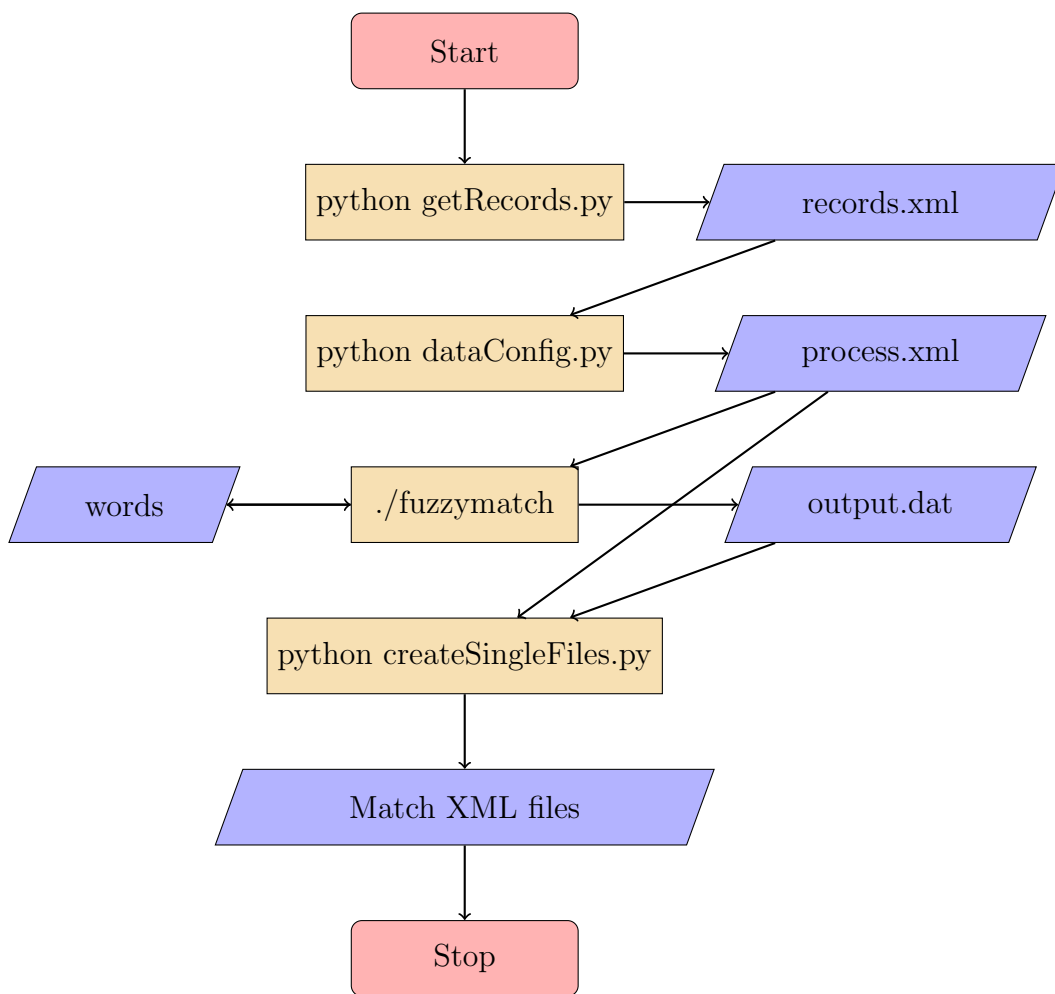 Start
python getRecords.py
records.xml
python dataConfig.py
process.xml
words
./fuzzymatch
output.dat
python createSingleFiles.py
Match XML files
Stop